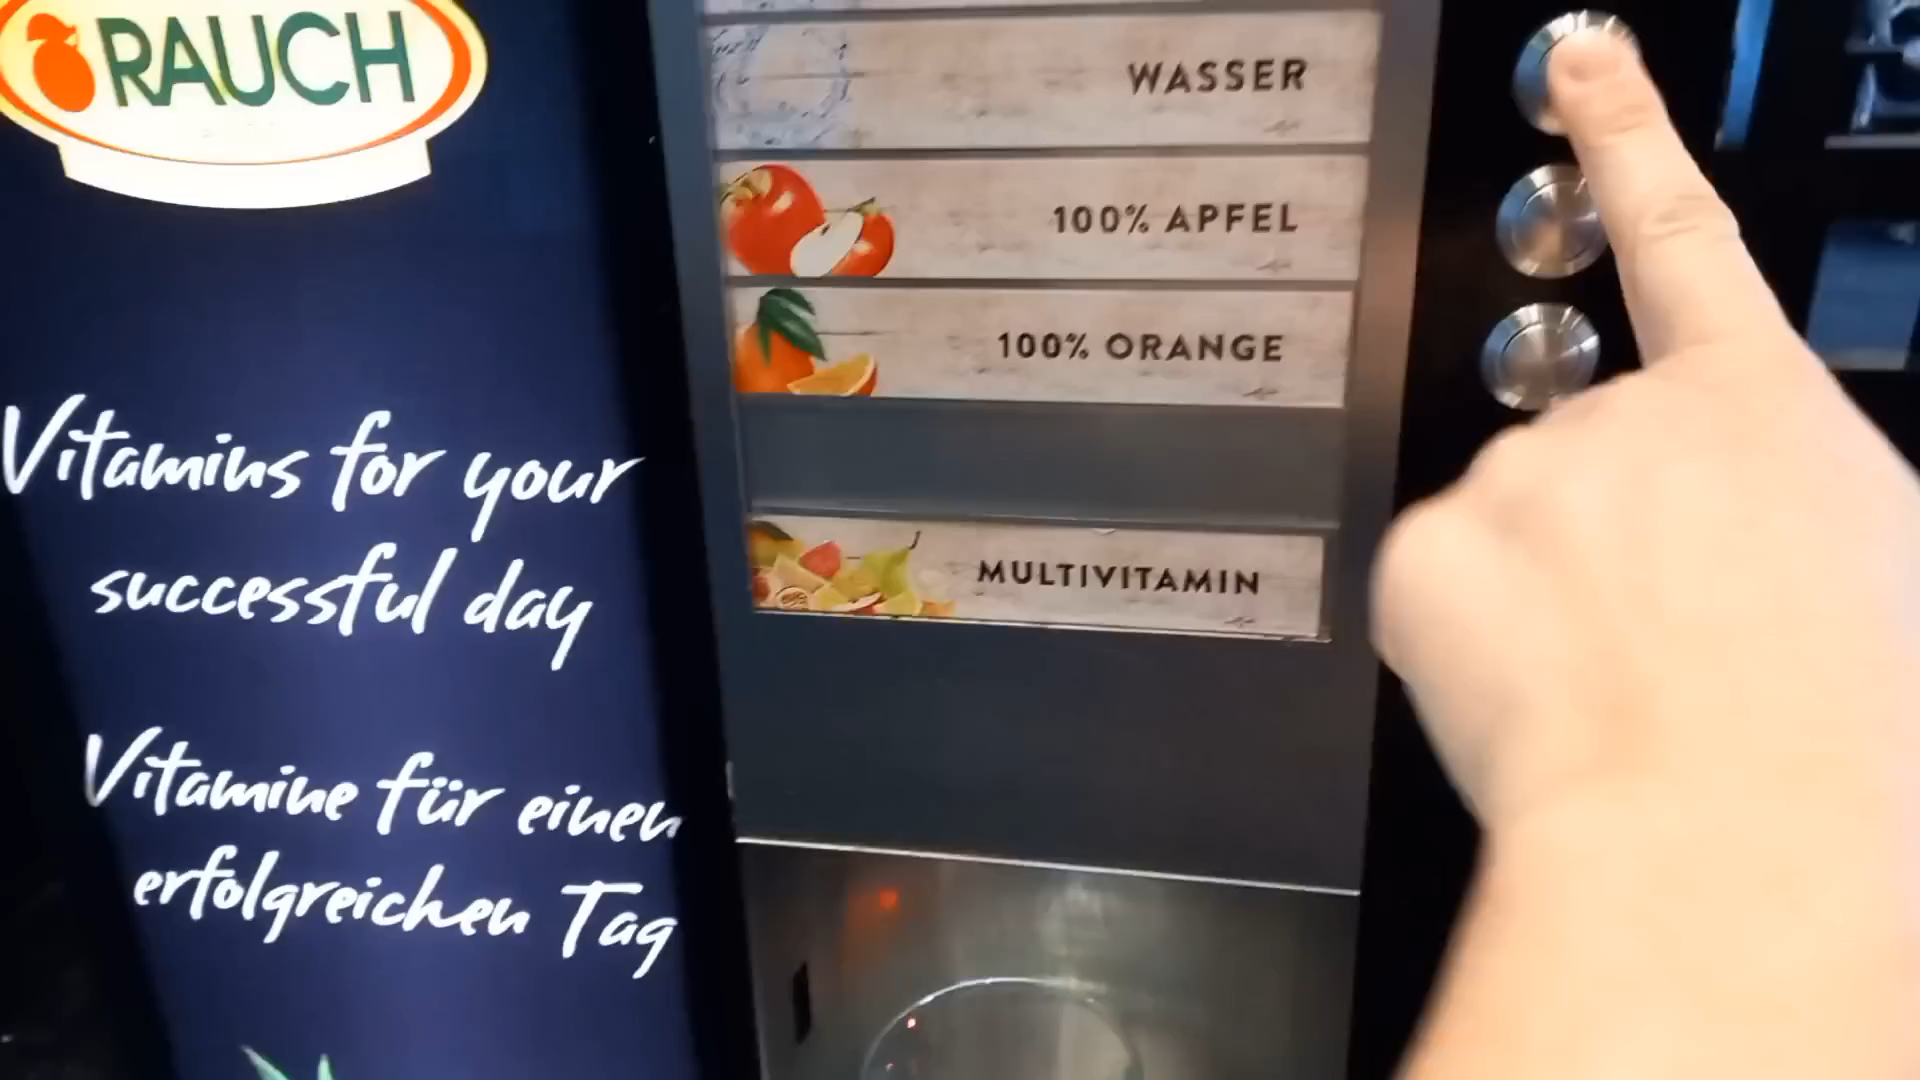 RAUCH
Vitamins for your
successful day
Vitamine für einen
erfolgreichen Tag
WASSER
100% APFEL
100% ORANGE
MULTIVITAMIN